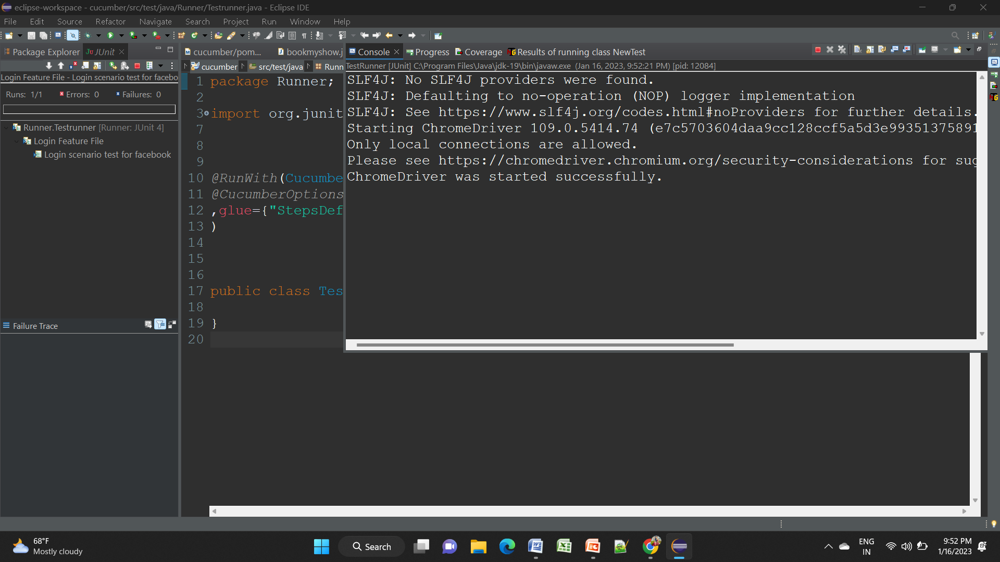 eclipse-workspace - cucumber/src/test/java/Runner/Testrunner.java - Eclipse IDE
File Edit Source Refactor Navigate Search Project Run Window Help
Package Explorer JUnit
Login Feature File - Login scenario test for facebo
Runs: 1/1 Errors: 0 Failures: 0
Runner.Testrunner [Runner: JUnit 4]
Login Feature File
Login scenario test for facebook
Failure Trace
cucumber/pom... bookmyshow.j
cucumber src/test/java Runn
1 package Runner;
2
3 import org.junit
7
8
9
10 @RunWith(Cucumbe
11 @CucumberOptions
12 ,glue={"StepsDef
13 )
14
15
16
17 public class Tes
18
19 }
20
Console Progress Coverage Results of running class NewTest
TestRunner [JUnit] C:\Program Files\Java\jdk-19\bin\javaw.exe (Jan 16, 2023, 9:52:21 PM) [pid: 12084]
SLF4J: No SLF4J providers were found.
SLF4J: Defaulting to no-operation (NOP) logger implementation
SLF4J: See https://www.slf4j.org/codes.html#noProviders for further details.
Starting ChromeDriver 109.0.5414.74 (e7c5703604daa9cc128ccf5a5d3e99351375891
Only local connections are allowed.
Please see https://chromedriver.chromium.org/security-considerations for sug
ChromeDriver was started successfully.
68°F
Mostly cloudy
Search
ENG
IN
9:52 PM
1/16/2023